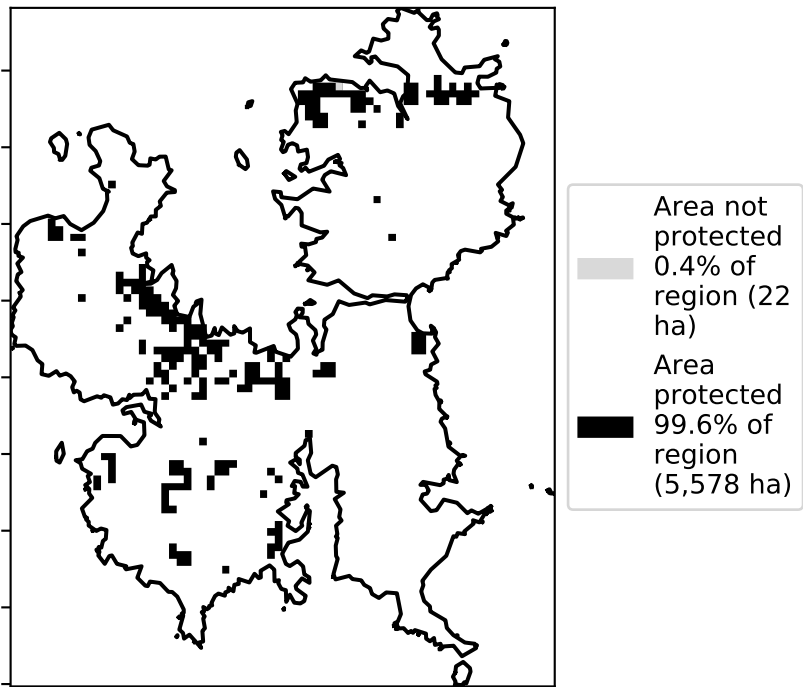 Area not
protected
0.4% of
region (22
ha)
Area
protected
99.6% of
region
(5,578 ha)